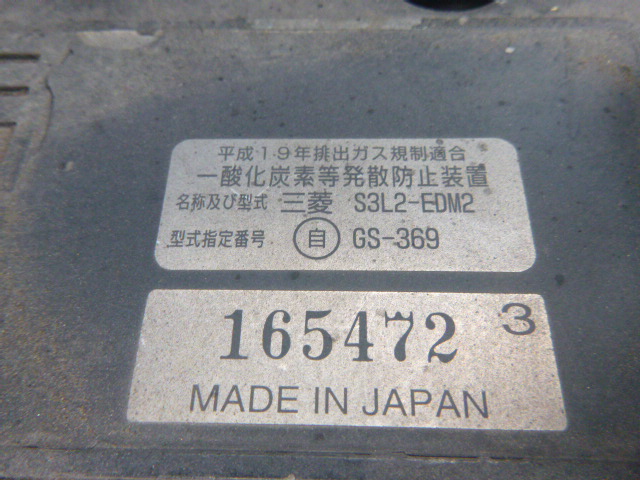 平成19年排出ガス規制適合
一酸化炭素等発散防止装置
名称及び型式 三菱 S3L2-EDM2
型式指定番号 自 GS-369
165472 3
MADE IN JAPAN